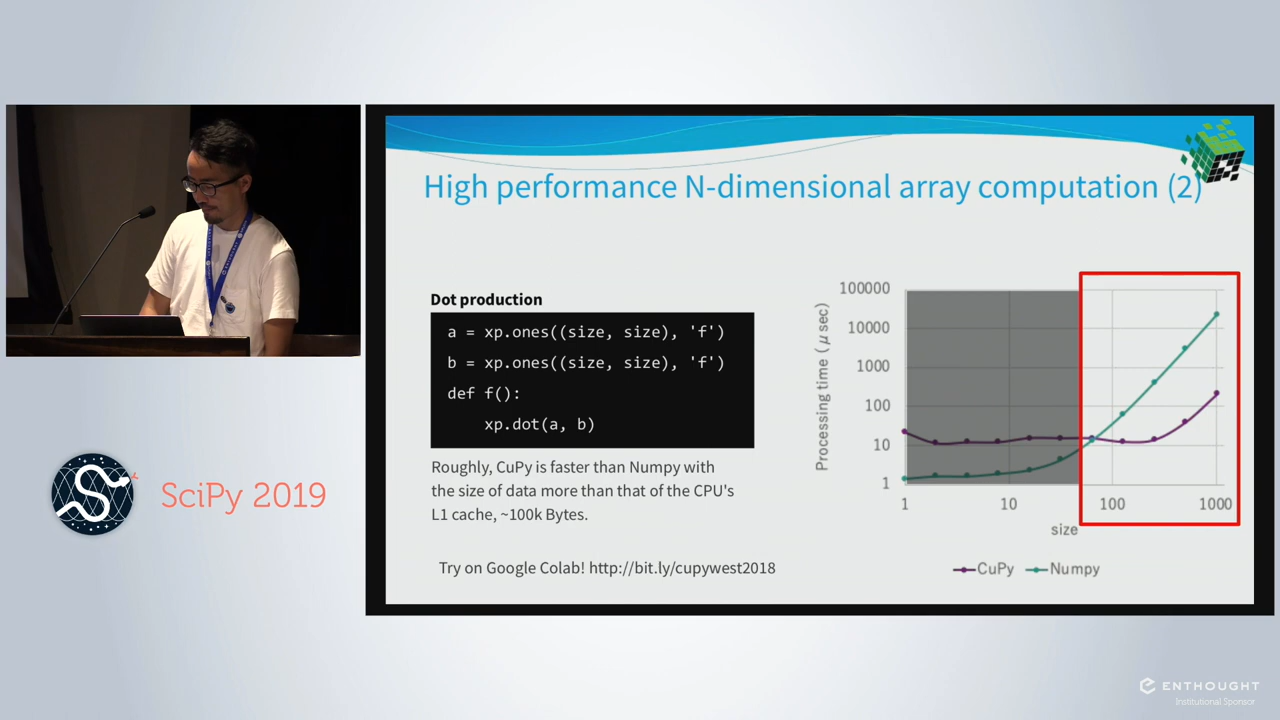 High performance N-dimensional array computation (2)
Dot production
a = xp.ones((size, size), 'f')
b = xp.ones((size, size), 'f')
def f():
xp.dot(a, b)
Roughly, CuPy is faster than Numpy with
the size of data more than that of the CPU's
L1 cache, ~100k Bytes.
Try on Google Colab! http://bit.ly/cupywest2018
Processing time (μsec)
100000
10000
1000
100
10
1
1 10 100 1000
size
CuPy Numpy
SciPy 2019
ENTHOUGHT
Institutional Sponsor